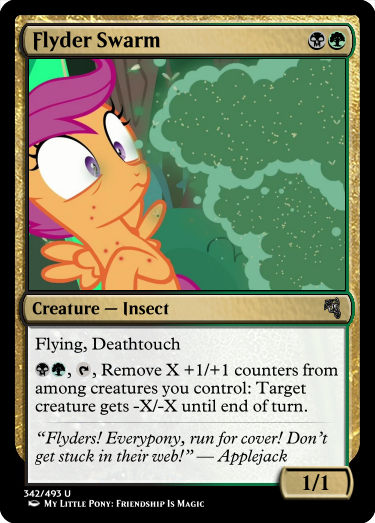 Flyder Swarm
Creature — Insect
Flying, Deathtouch
, , Remove X +1/+1 counters from
among creatures you control: Target
creature gets -X/-X until end of turn.
“Flyders! Everypony, run for cover! Don’t
get stuck in their web!” — Applejack
1/1
342/493 U
My Little Pony: Friendship Is Magic